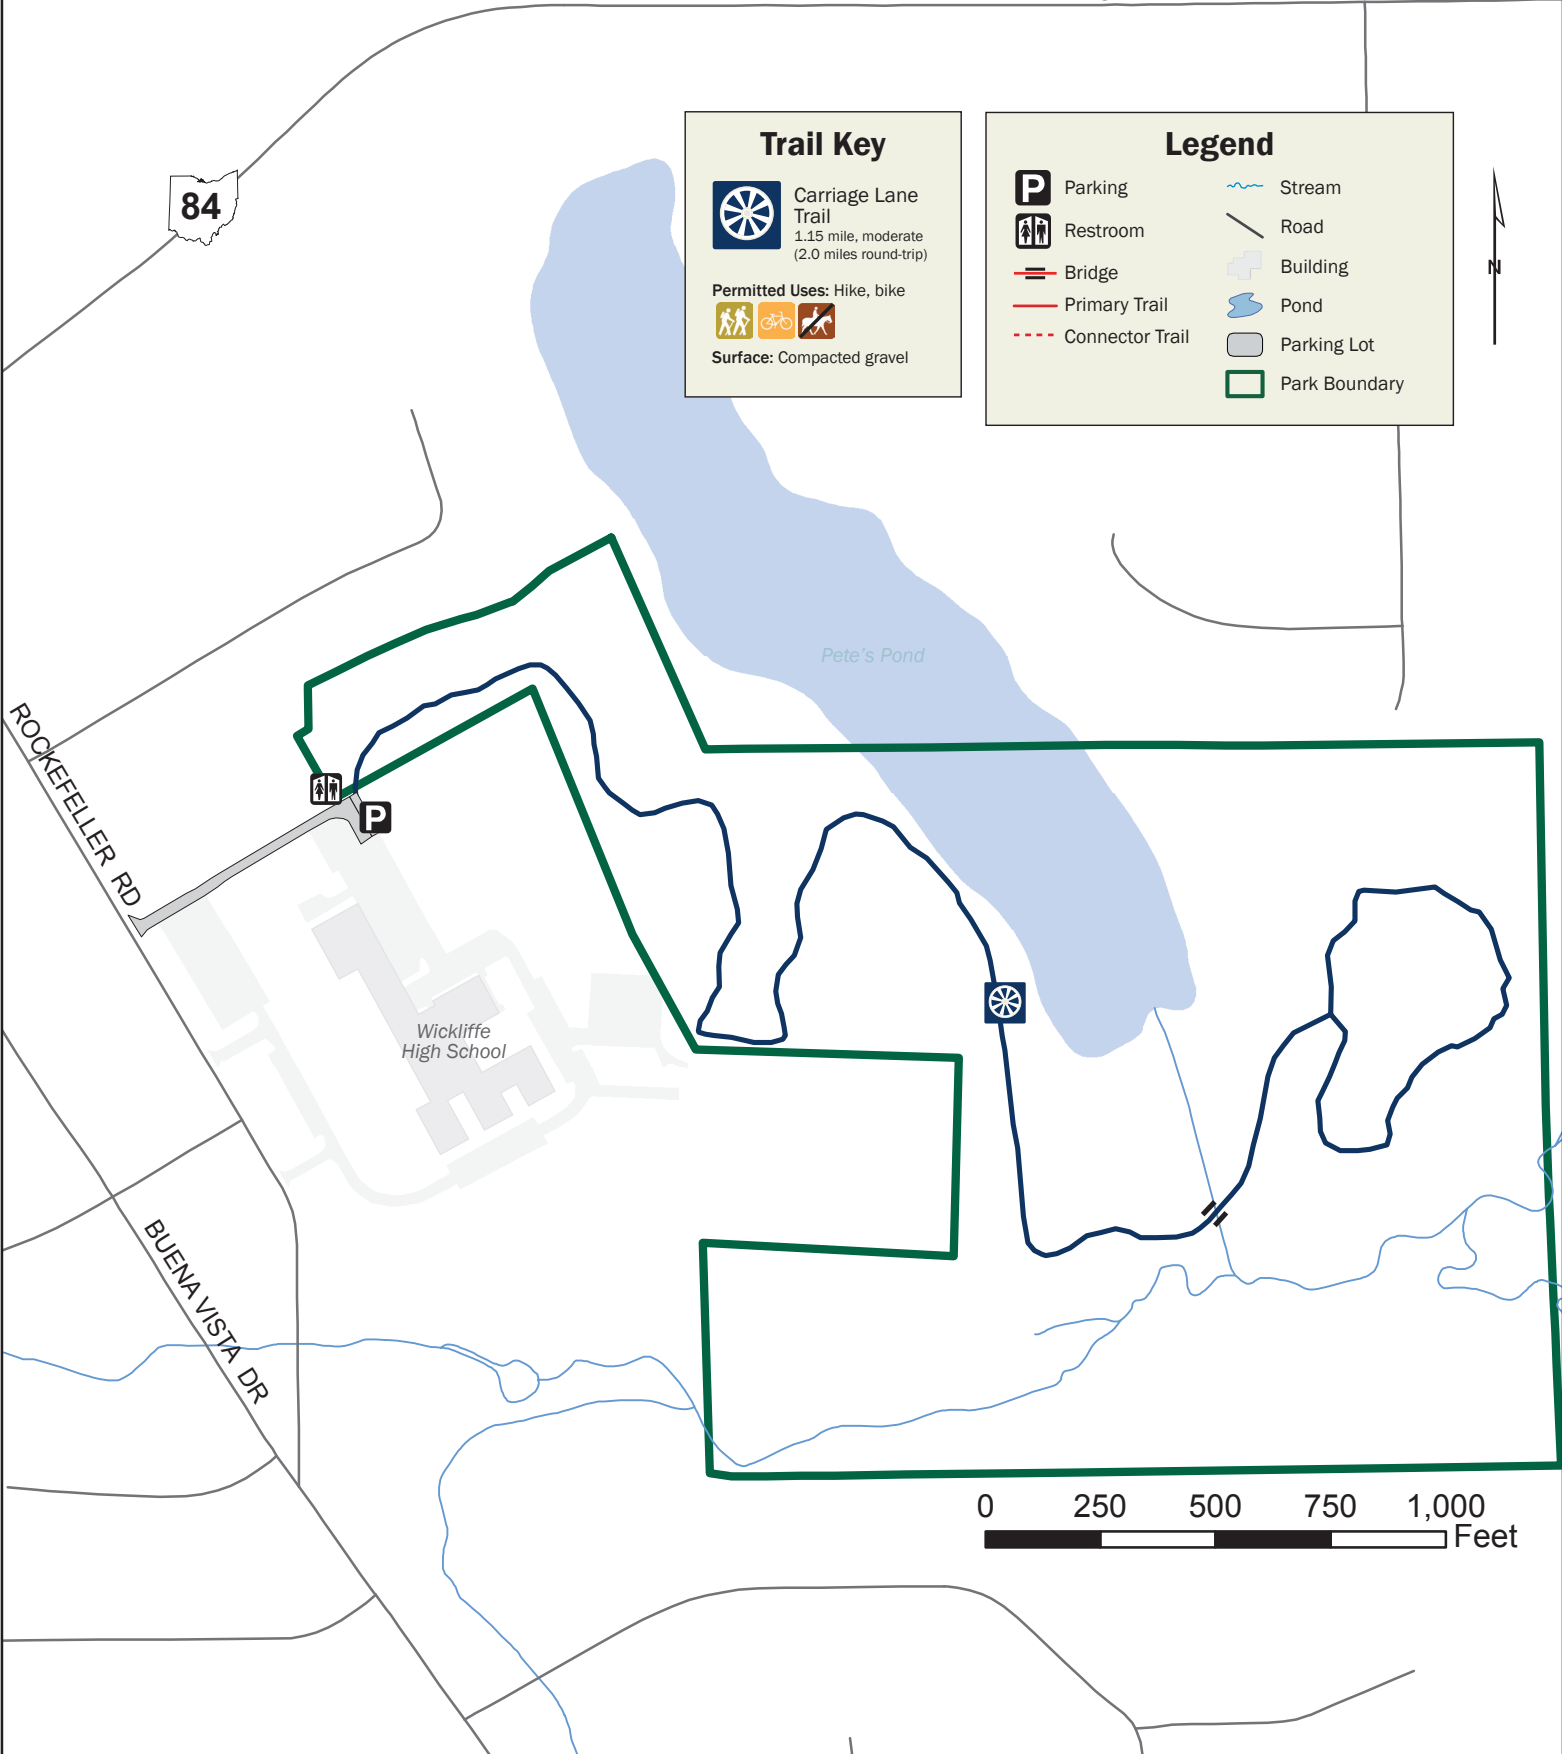 84
Trail Key
Carriage Lane
Trail
1.15 mile, moderate
(2.0 miles round-trip)
Permitted Uses: Hike, bike
Surface: Compacted gravel
Legend
P Parking
Restroom
Bridge
Primary Trail
Connector Trail
Stream
Road
Building
Pond
Parking Lot
Park Boundary
N
Pete's Pond
ROCKEFELLER RD
P
Wickliffe
High School
BUENA VISTA DR
0 250 500 750 1,000
Feet